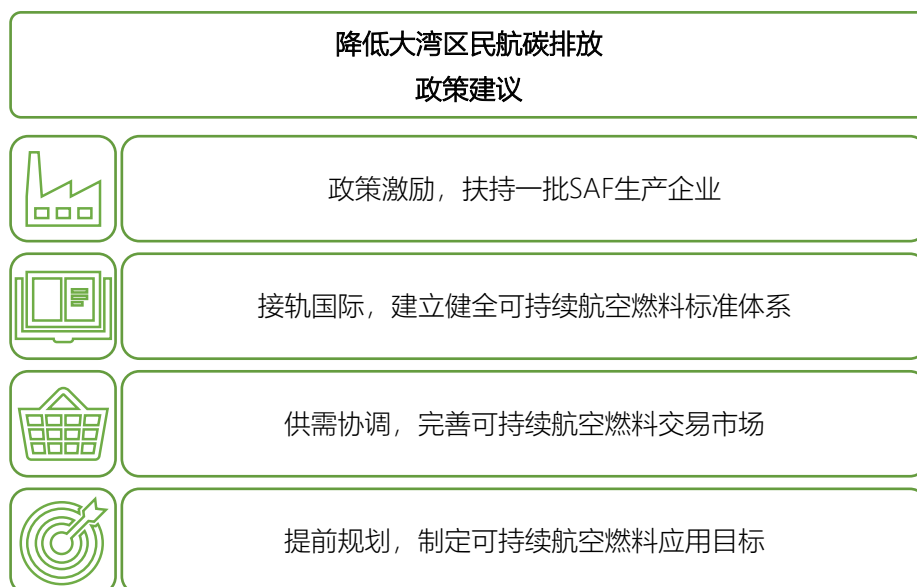 降低大湾区民航碳排放
政策建议
政策激励，扶持一批SAF生产企业
接轨国际，建立健全可持续航空燃料标准体系
供需协调，完善可持续航空燃料交易市场
提前规划，制定可持续航空燃料应用目标